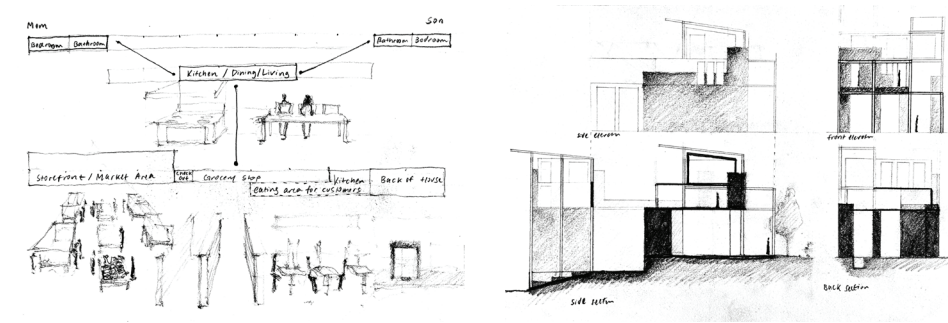 Mom
Son
Bedroom Bathroom
Bathroom Bedroom
Kitchen / Dining/Living
Storefront / Market Area
Check out
Grocery Shop
Kitchen
Back of House
eating area for customers
side elevation
front elevation
side section
Back section